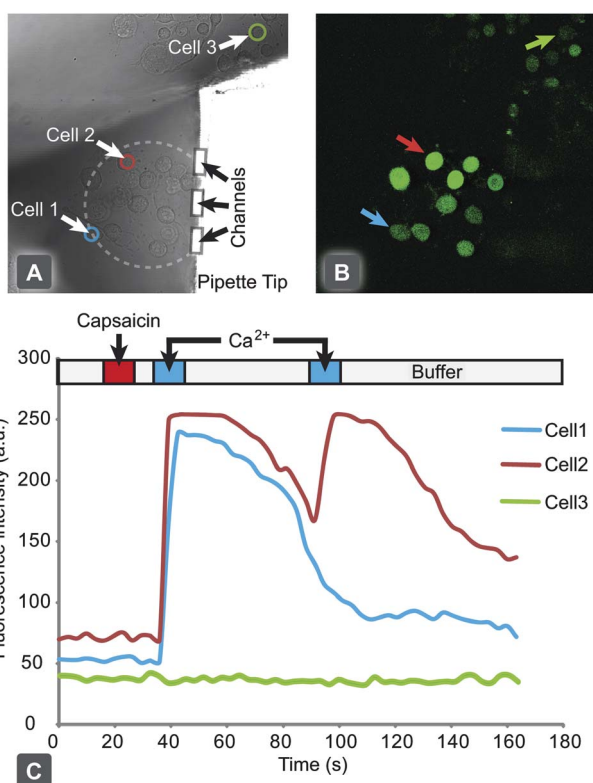 Cell 3
Cell 2
Cell 1
Channels
Pipette Tip
A
B
Capsaicin
Ca²⁺
Buffer
300
250
200
150
100
50
0
Fluorescence Intensity (a.u.)
Cell1
Cell2
Cell3
0 20 40 60 80 100 120 140 160 180
Time (s)
C